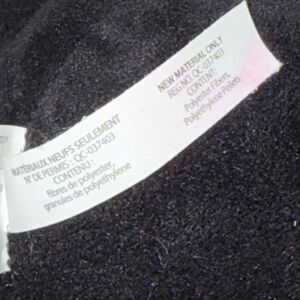 MATÉRIAUX NEUFS SEULEMENT
N° DE PERMIS : QC-037403
CONTENU :
fibres de polyester,
granules de polyethylene
NEW MATERIAL ONLY
REG NO. QC-037403
CONTENT:
Polyester Fibers,
Polyethylene Pellets